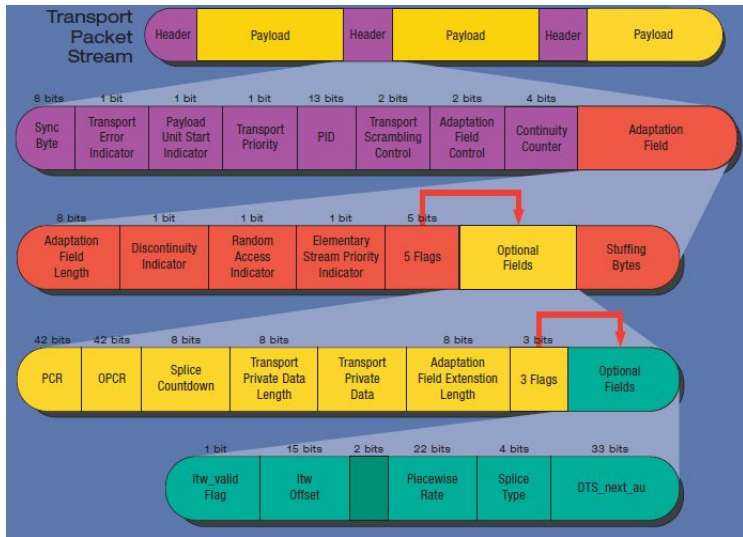 Transport
Packet
Stream
Header
Payload
Header
Payload
Header
Payload
8 bits
1 bit
1 bit
1 bit
13 bits
2 bits
2 bits
4 bits
Sync
Byte
Transport
Error
Indicator
Payload
Unit Start
Indicator
Transport
Priority
PID
Transport
Scrambling
Control
Adaptation
Field
Control
Continuity
Counter
Adaptation
Field
8 bits
1 bit
1 bit
1 bit
5 bits
Adaptation
Field
Length
Discontinuity
Indicator
Random
Access
Indicator
Elementary
Stream Priority
Indicator
5 Flags
Optional
Fields
Stuffing
Bytes
42 bits
42 bits
8 bits
8 bits
8 bits
3 bits
PCR
OPCR
Splice
Countdown
Transport
Private Data
Length
Transport
Private
Data
Adaptation
Field Extenstion
Length
3 Flags
Optional
Fields
1 bit
15 bits
2 bits
22 bits
4 bits
33 bits
ltw_valid
Flag
ltw
Offset
Piecewise
Rate
Splice
Type
DTS_next_au